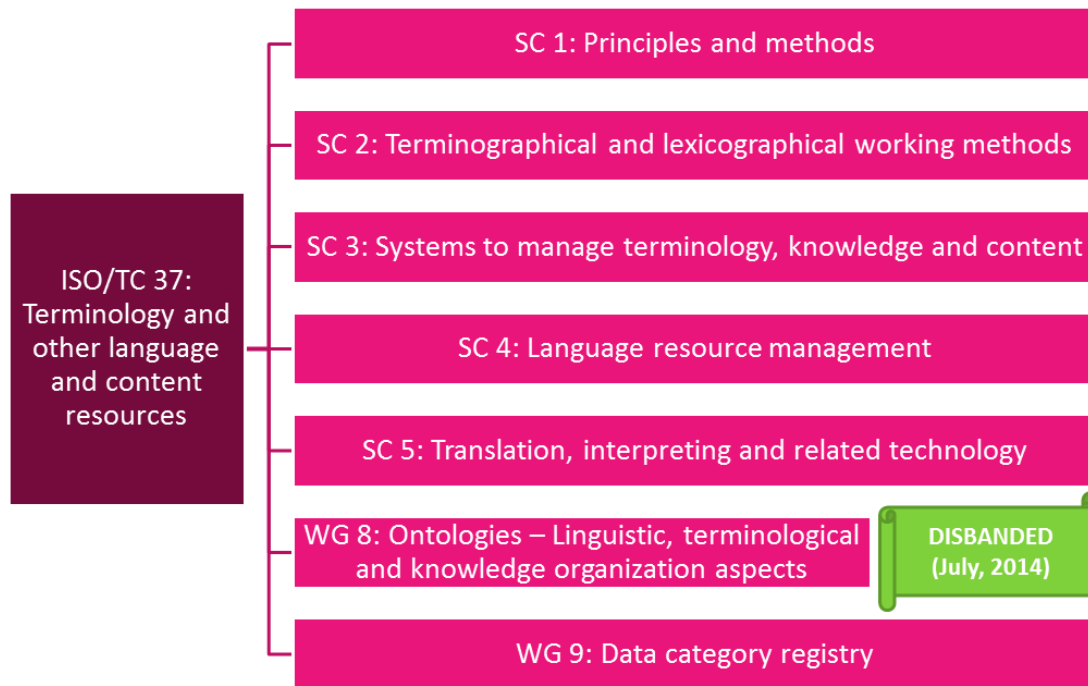 ISO/TC 37:
Terminology and
other language
and content
resources
SC 1: Principles and methods
SC 2: Terminographical and lexicographical working methods
SC 3: Systems to manage terminology, knowledge and content
SC 4: Language resource management
SC 5: Translation, interpreting and related technology
WG 8: Ontologies – Linguistic, terminological
and knowledge organization aspects
DISBANDED
(July, 2014)
WG 9: Data category registry